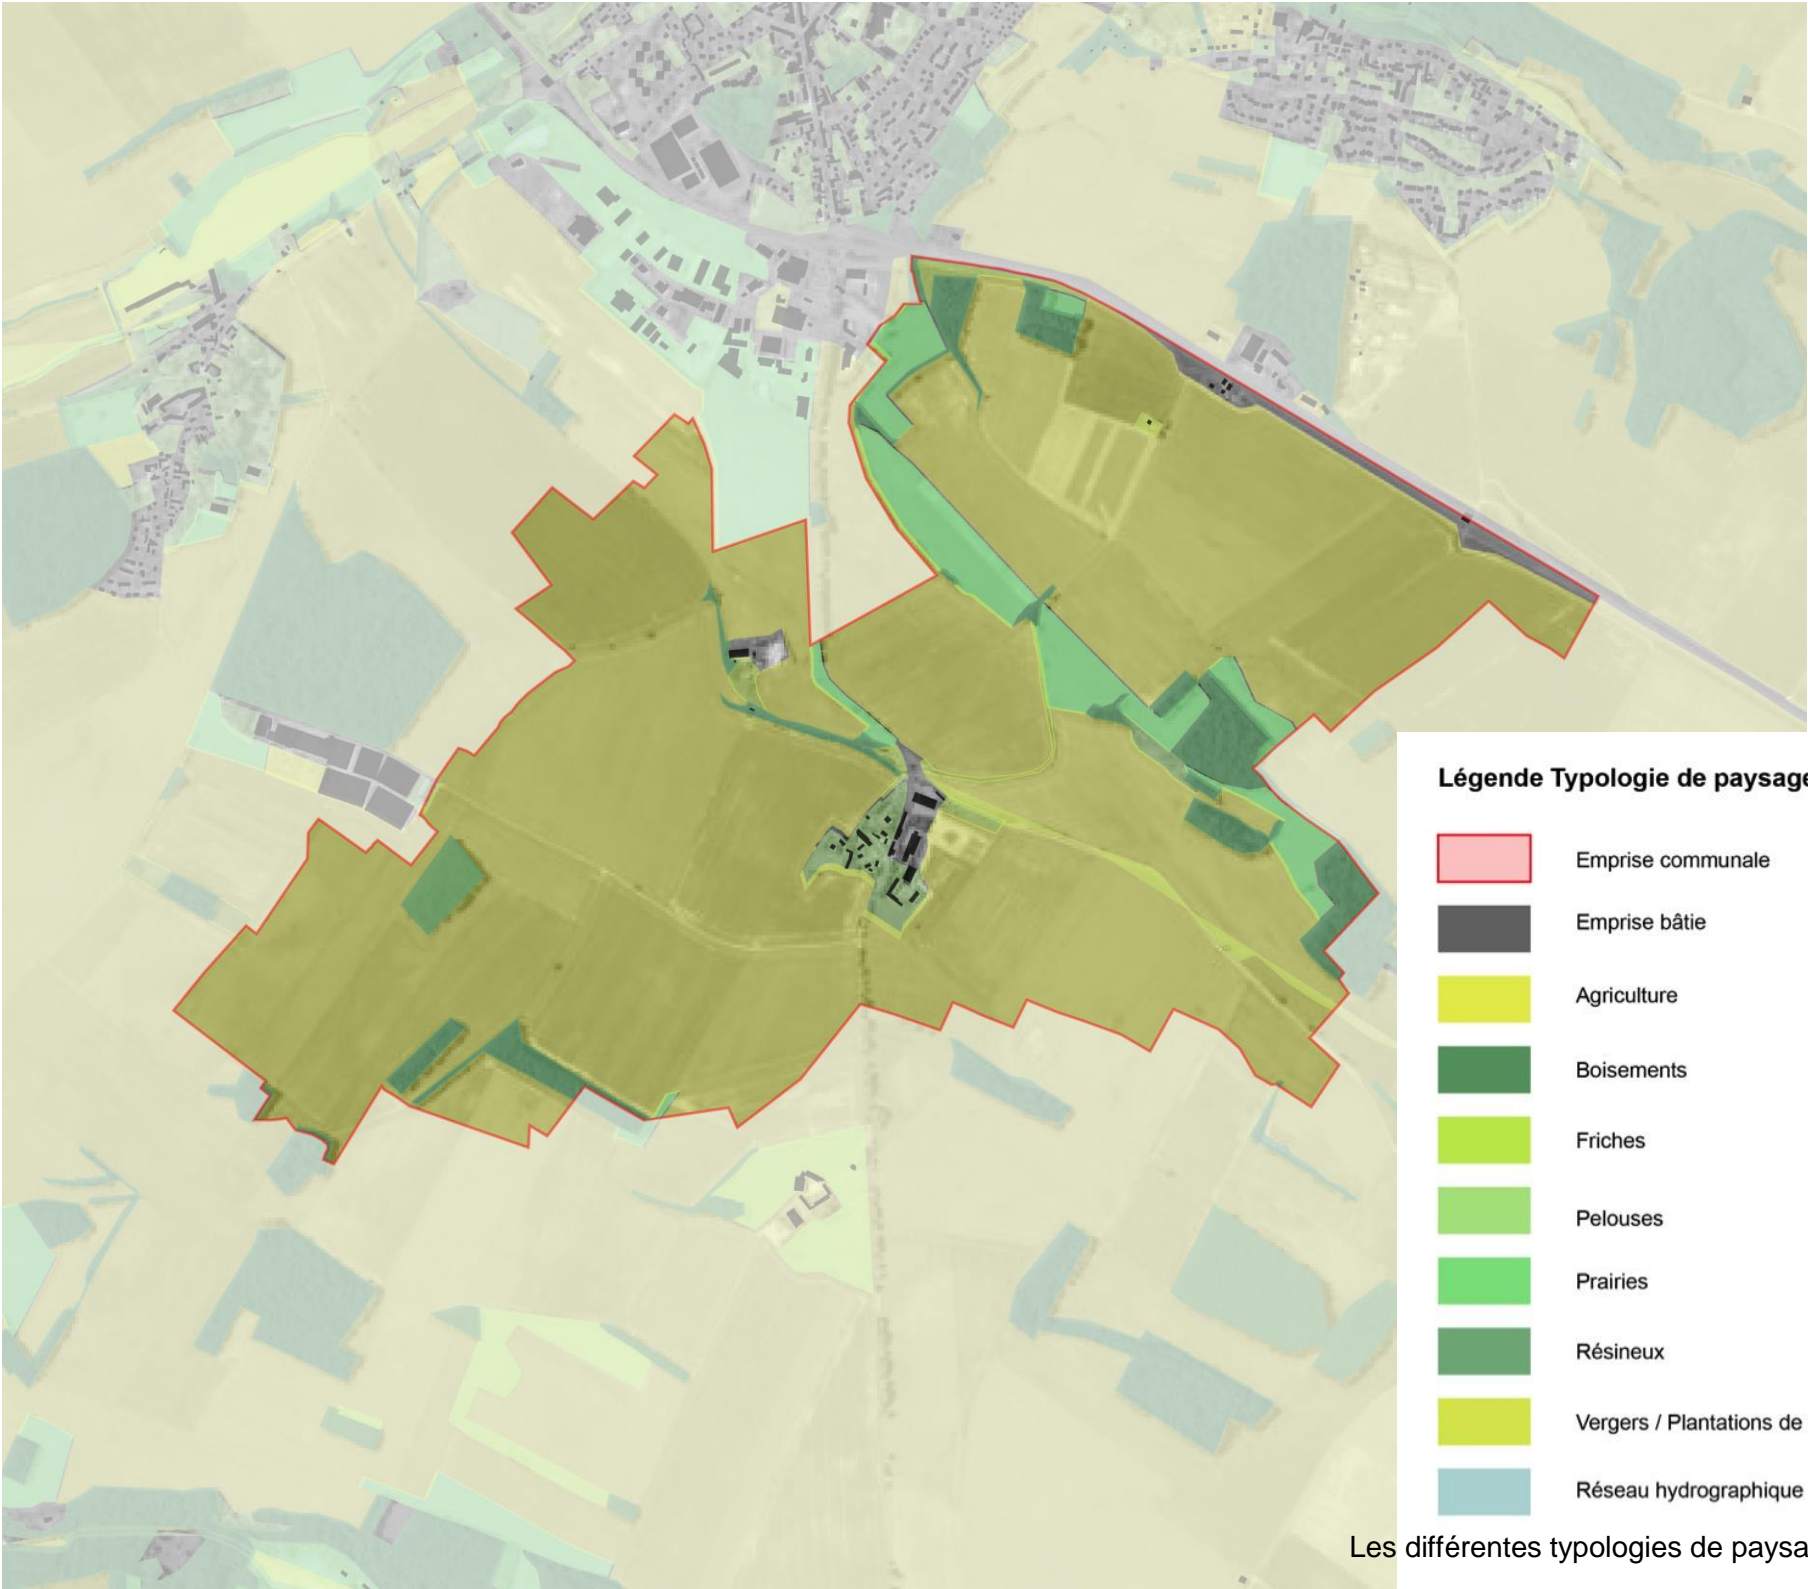 Légende Typologie de paysage
Emprise communale
Emprise bâtie
Agriculture
Boisements
Friches
Pelouses
Prairies
Résineux
Vergers / Plantations de
Réseau hydrographique
Les différentes typologies de paysa